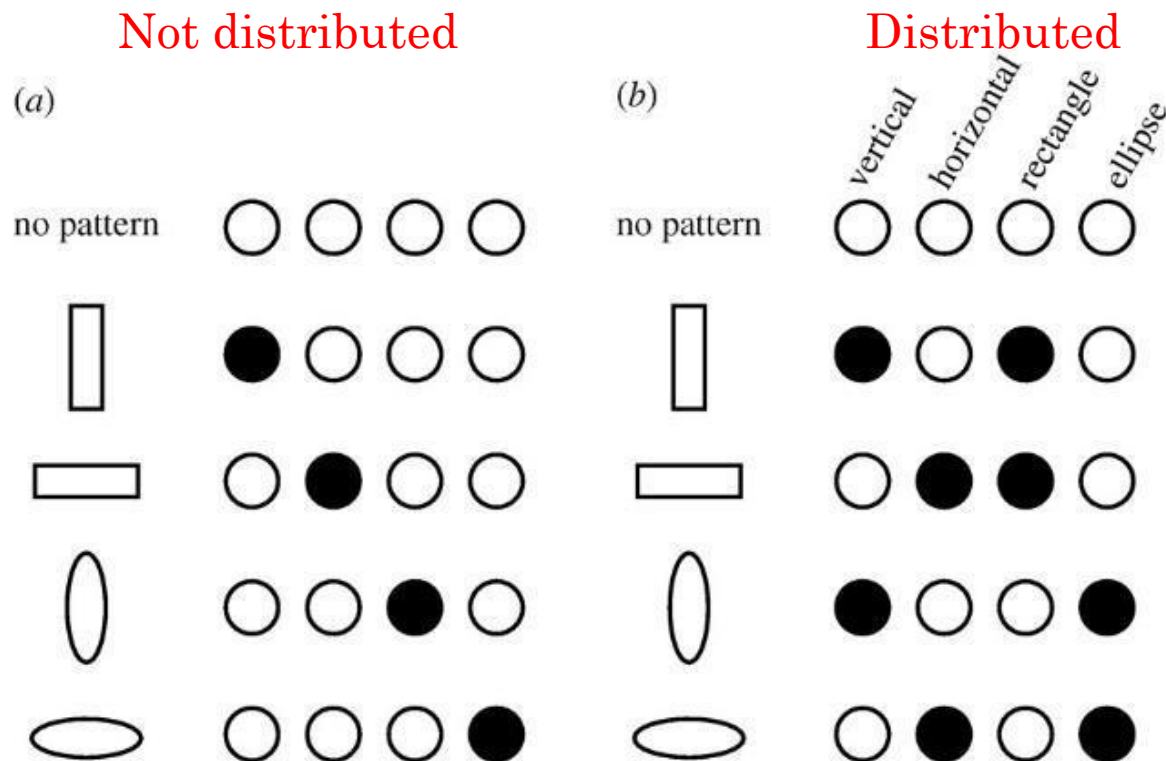 Not distributed
Distributed
(a)
(b)
vertical
horizontal
rectangle
ellipse
no pattern
no pattern